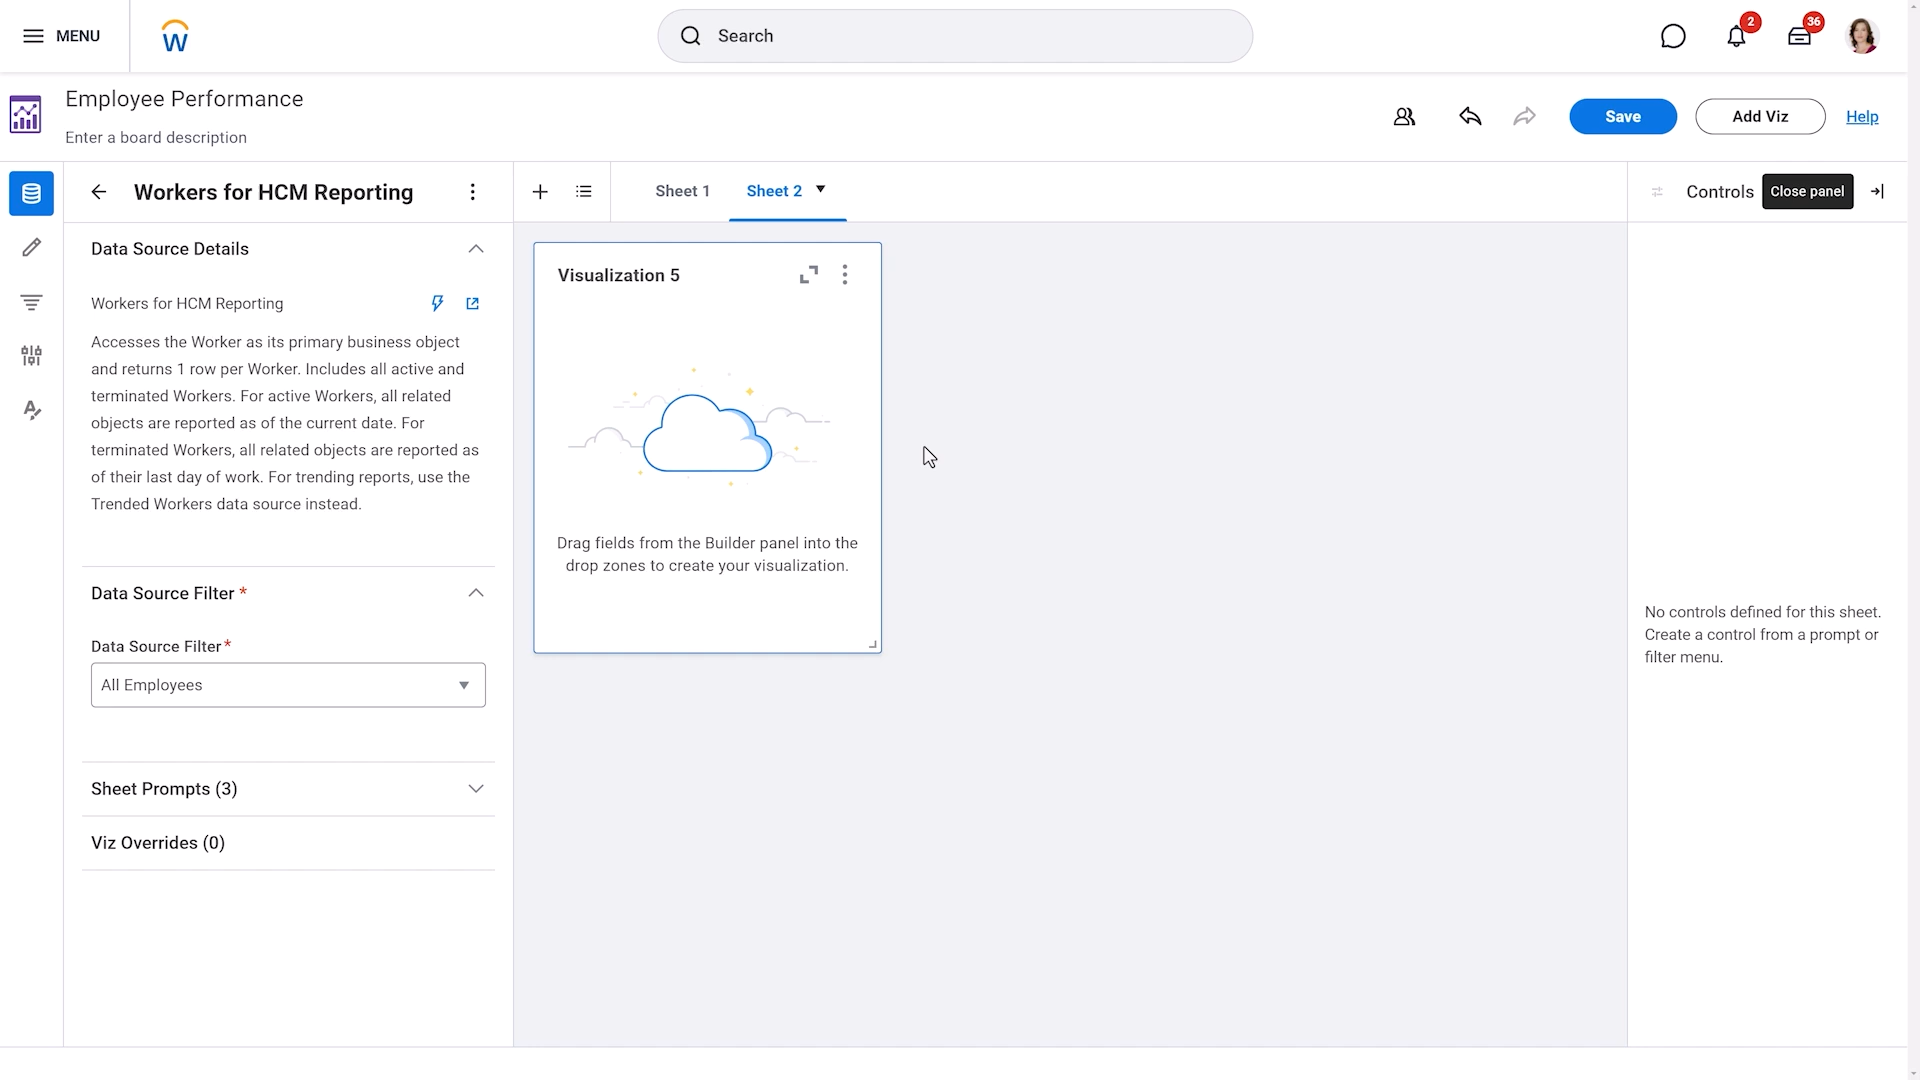 MENU
W
Search
2
36
Employee Performance
Enter a board description
Save
Add Viz
Help
Workers for HCM Reporting
Sheet 1
Sheet 2
Controls
Close panel
Data Source Details
Workers for HCM Reporting
Accesses the Worker as its primary business object
and returns 1 row per Worker. Includes all active and
terminated Workers. For active Workers, all related
objects are reported as of the current date. For
terminated Workers, all related objects are reported as
of their last day of work. For trending reports, use the
Trended Workers data source instead.
Data Source Filter *
Data Source Filter*
All Employees
Sheet Prompts (3)
Viz Overrides (0)
Visualization 5
Drag fields from the Builder panel into the
drop zones to create your visualization.
No controls defined for this sheet.
Create a control from a prompt or
filter menu.